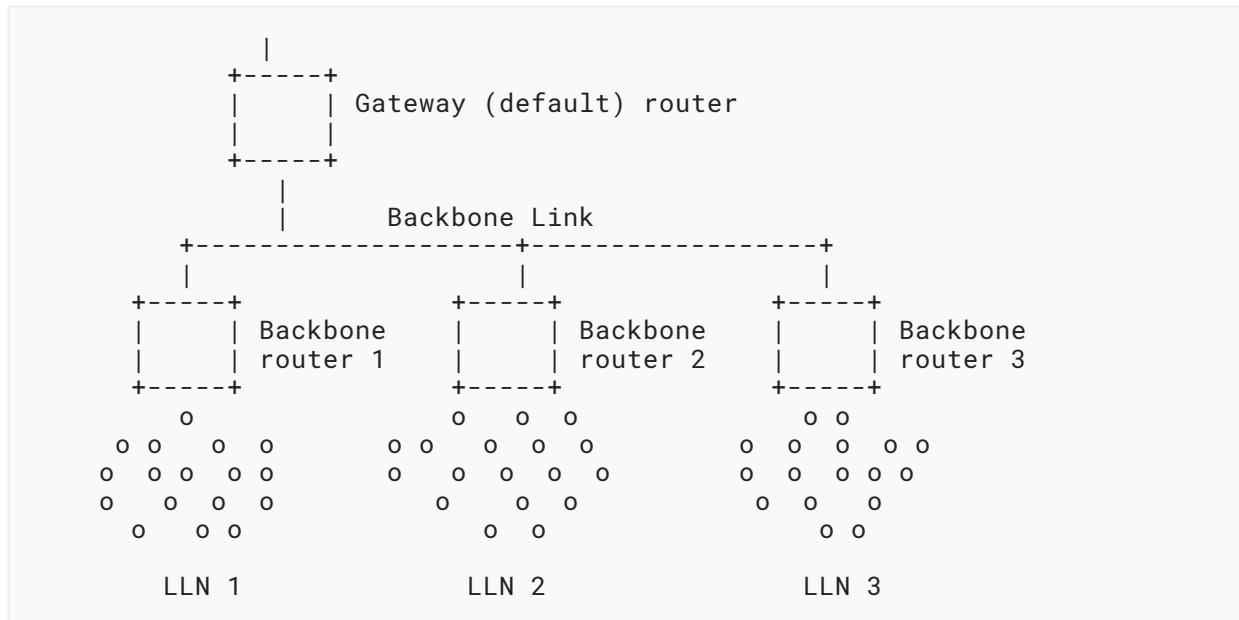 Gateway (default) router
Backbone Link
Backbone Backbone Backbone
router 1 router 2 router 3
o o o o o o
o o o o o o o o o o o o o o
o o o o o o o o o o o o o o o
o o o o o o o o o o
o o o o o o o
LLN 1 LLN 2 LLN 3